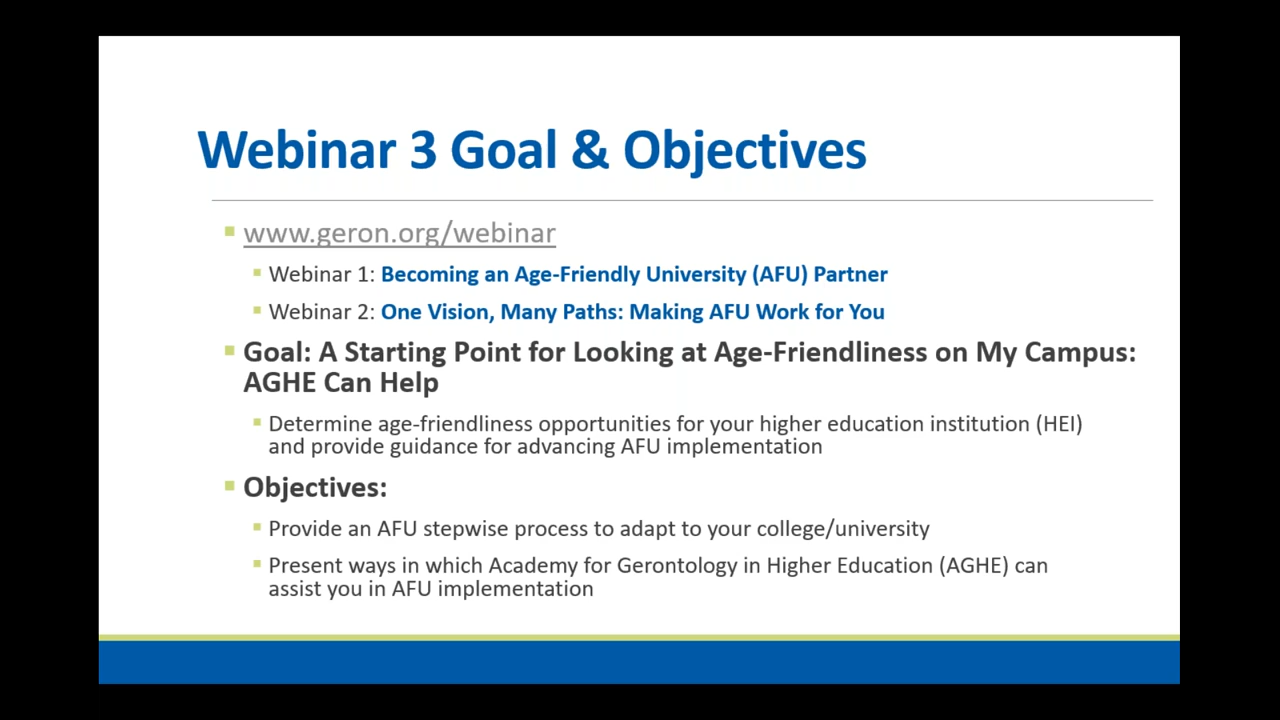 Webinar 3 Goal & Objectives
www.geron.org/webinar
Webinar 1: Becoming an Age-Friendly University (AFU) Partner
Webinar 2: One Vision, Many Paths: Making AFU Work for You
Goal: A Starting Point for Looking at Age-Friendliness on My Campus:
AGHE Can Help
Determine age-friendliness opportunities for your higher education institution (HEI)
and provide guidance for advancing AFU implementation
Objectives:
Provide an AFU stepwise process to adapt to your college/university
Present ways in which Academy for Gerontology in Higher Education (AGHE) can
assist you in AFU implementation